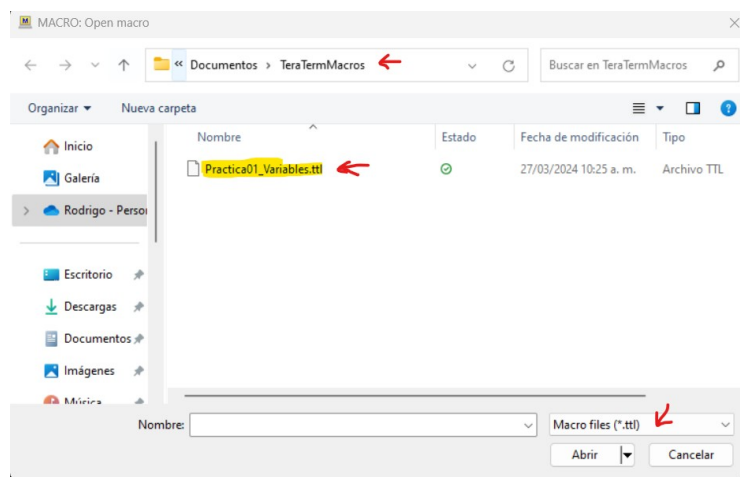 MACRO: Open macro
« Documentos > TeraTermMacros
Buscar en TeraTermMacros
Organizar
Nueva carpeta
Nombre
Estado
Fecha de modificación
Tipo
Inicio
Galería
Rodrigo - Person
Practica01_Variables.ttl
27/03/2024 10:25 a. m.
Archivo TTL
Escritorio
Descargas
Documentos
Imágenes
Música
Nombre:
Macro files (*.ttl)
Abrir
Cancelar